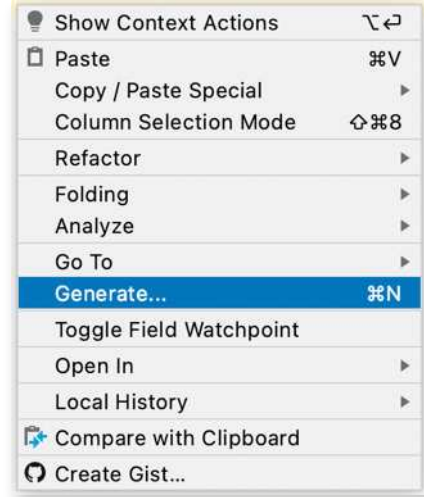 Show Context Actions ⌥⏎
Paste ⌘V
Copy / Paste Special
Column Selection Mode ⇧⌘8
Refactor
Folding
Analyze
Go To
Generate... ⌘N
Toggle Field Watchpoint
Open In
Local History
Compare with Clipboard
Create Gist...